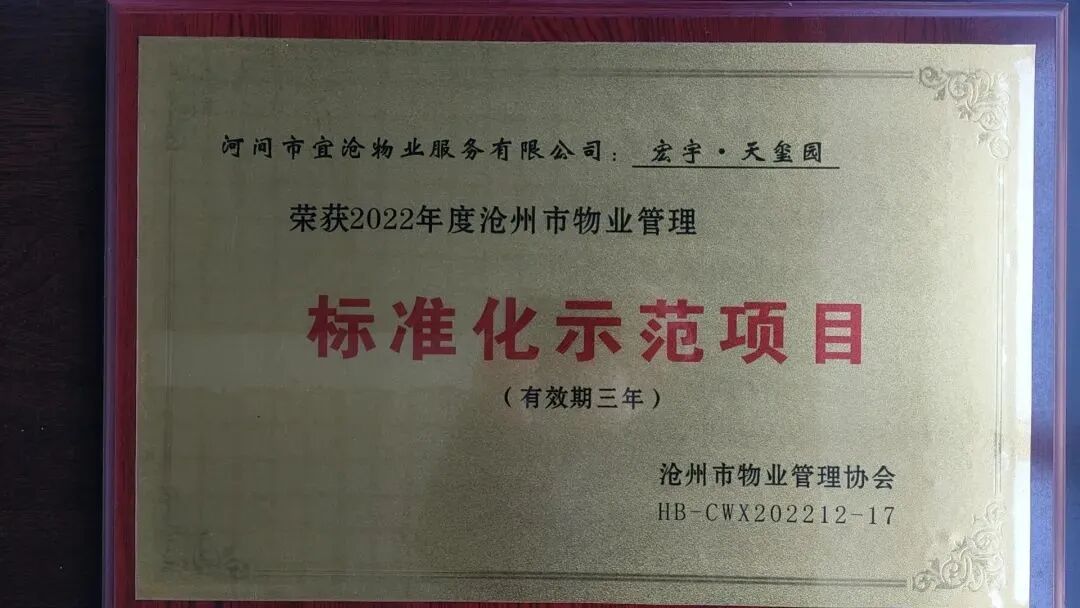 河间市宜沧物业服务有限公司：宏宇·天玺园
荣获2022年度沧州市物业管理
标准化示范项目
（有效期三年）
沧州市物业管理协会
HB-CWX202212-17